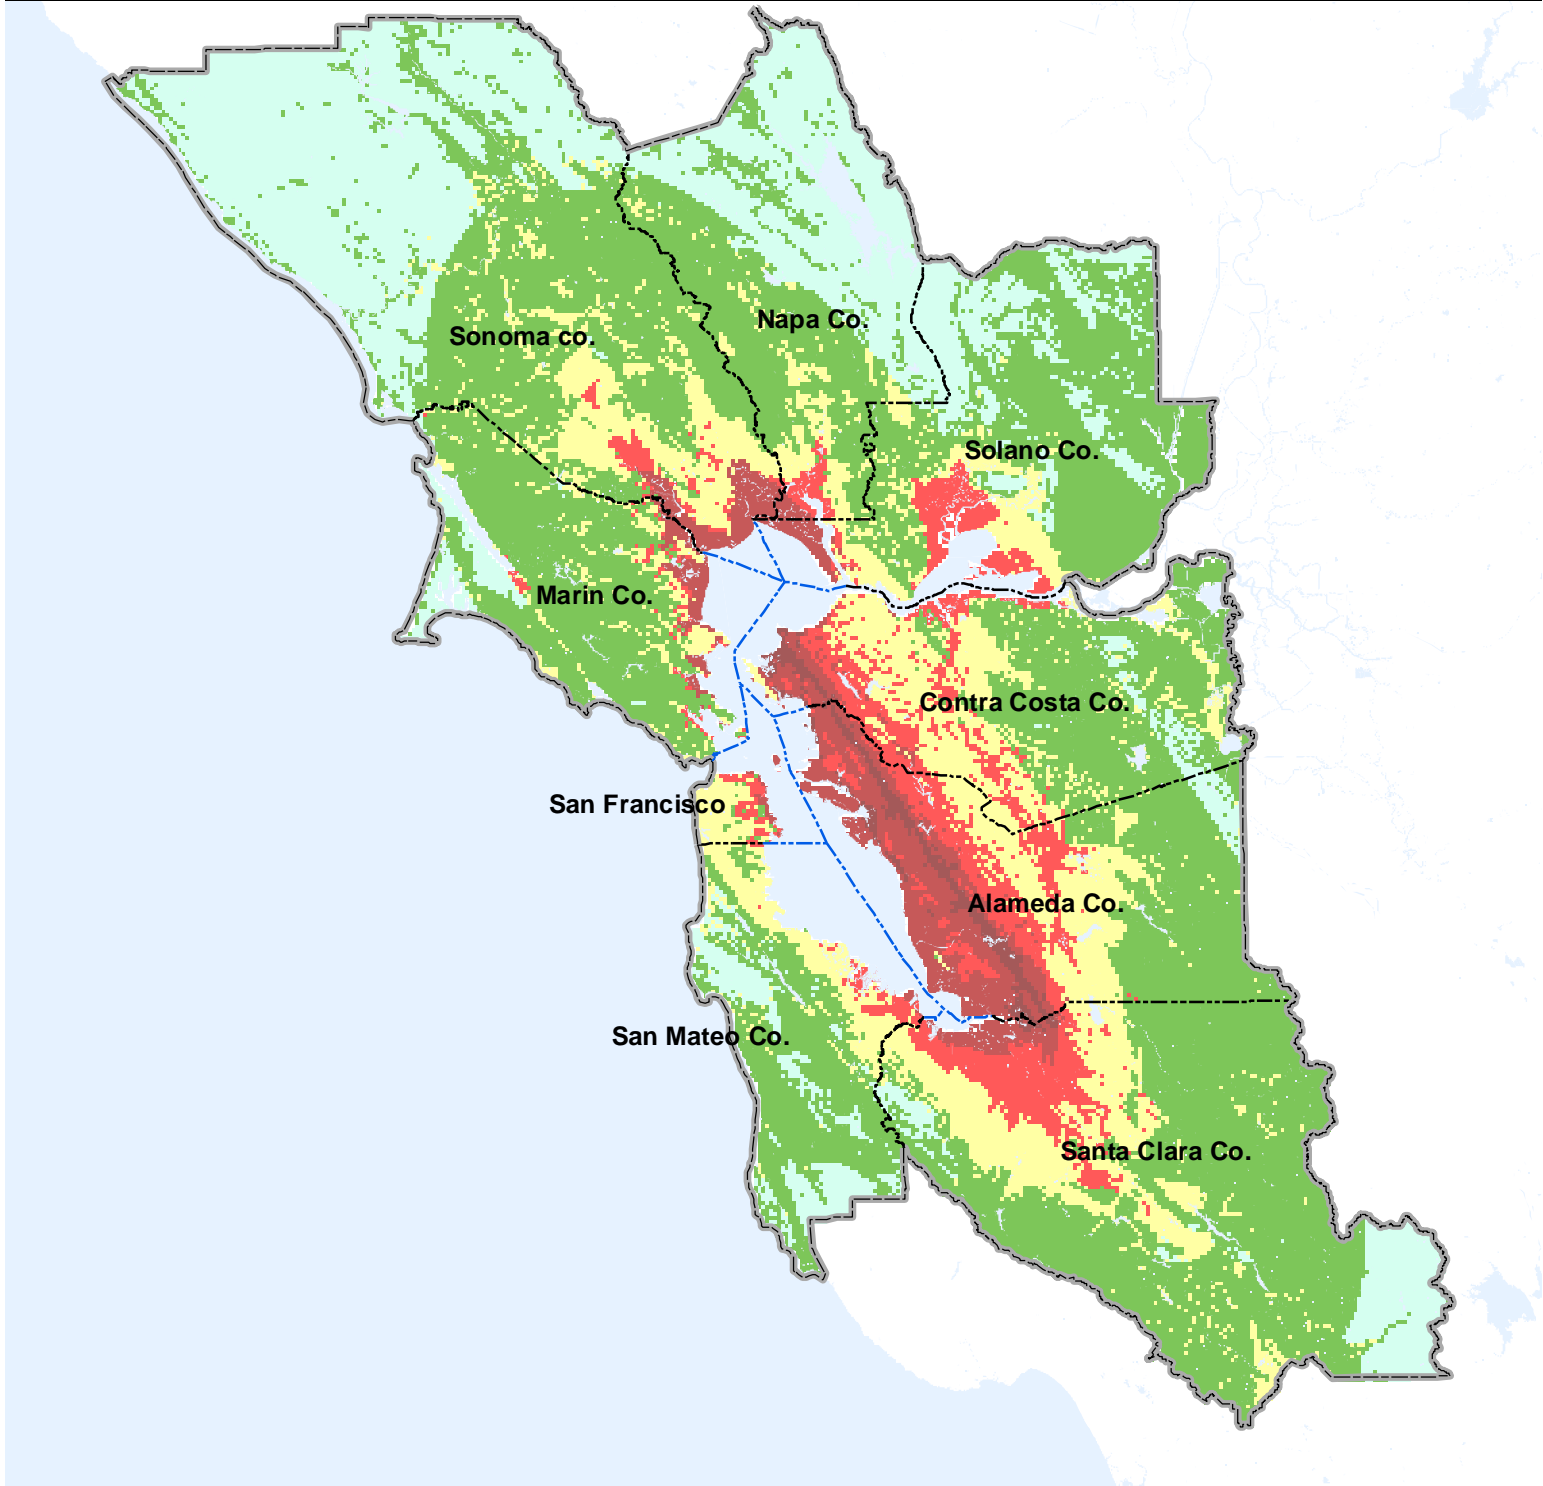 Napa Co.
Sonoma co.
Solano Co.
Marin Co.
Contra Costa Co.
San Francisco
Alameda Co.
San Mateo Co.
Santa Clara Co.